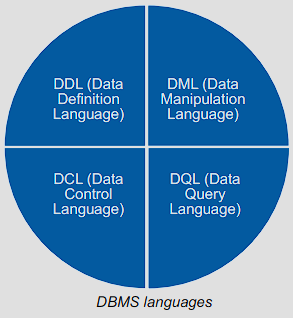 DDL (Data
Definition
Language)
DML (Data
Manipulation
Language)
DCL (Data
Control
Language)
DQL (Data
Query
Language)
DBMS languages